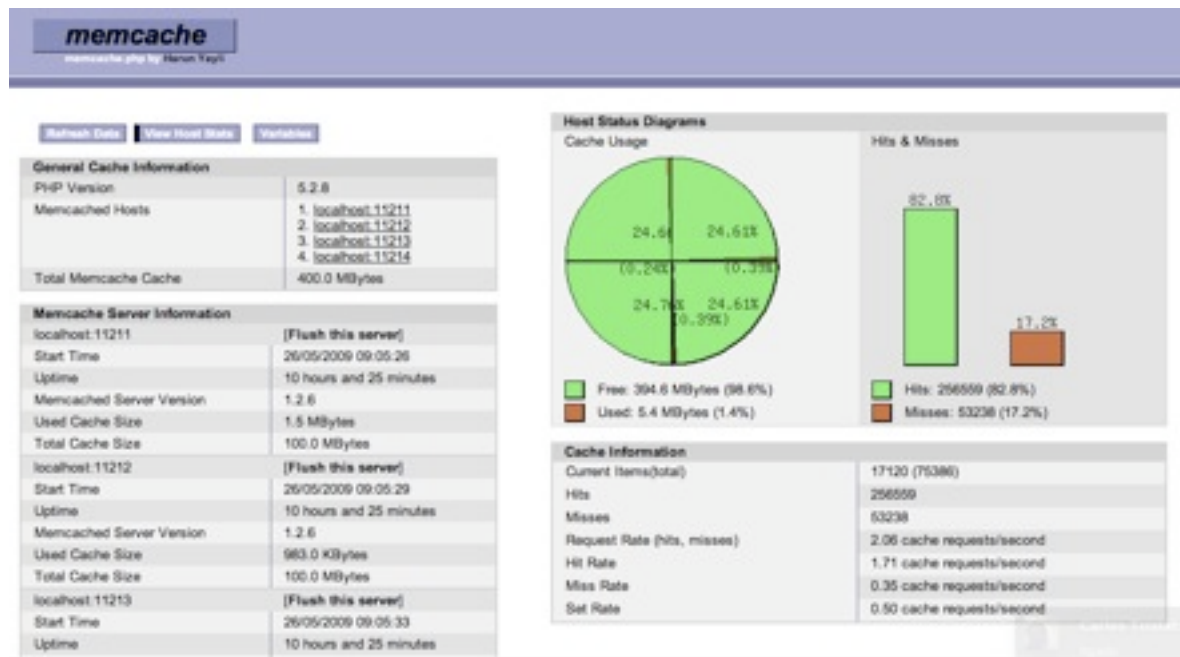 memcache
memcache.php by Harun Yayli
Refresh Data View Host Stats Variables
General Cache Information
PHP Version 5.2.8
Memcached Hosts 1. localhost:11211
2. localhost:11212
3. localhost:11213
4. localhost:11214
Total Memcache Cache 400.0 MBytes
Memcache Server Information
localhost:11211 [Flush this server]
Start Time 26/05/2009 09:05:26
Uptime 10 hours and 25 minutes
Memcached Server Version 1.2.6
Used Cache Size 1.5 MBytes
Total Cache Size 100.0 MBytes
localhost:11212 [Flush this server]
Start Time 26/05/2009 09:05:29
Uptime 10 hours and 25 minutes
Memcached Server Version 1.2.6
Used Cache Size 983.0 KBytes
Total Cache Size 100.0 MBytes
localhost:11213 [Flush this server]
Start Time 26/05/2009 09:05:33
Uptime 10 hours and 25 minutes
Host Status Diagrams
Cache Usage
24.61%
(0.24%) (0.39%)
24.61%
(0.39%)
Free: 394.6 MBytes (98.6%)
Used: 5.4 MBytes (1.4%)
Hits & Misses
82.8%
17.2%
Hits: 256559 (82.8%)
Misses: 53238 (17.2%)
Cache Information
Current Items(total) 17120 (75386)
Hits 256559
Misses 53238
Request Rate (hits, misses) 2.06 cache requests/second
Hit Rate 1.71 cache requests/second
Miss Rate 0.35 cache requests/second
Set Rate 0.50 cache requests/second